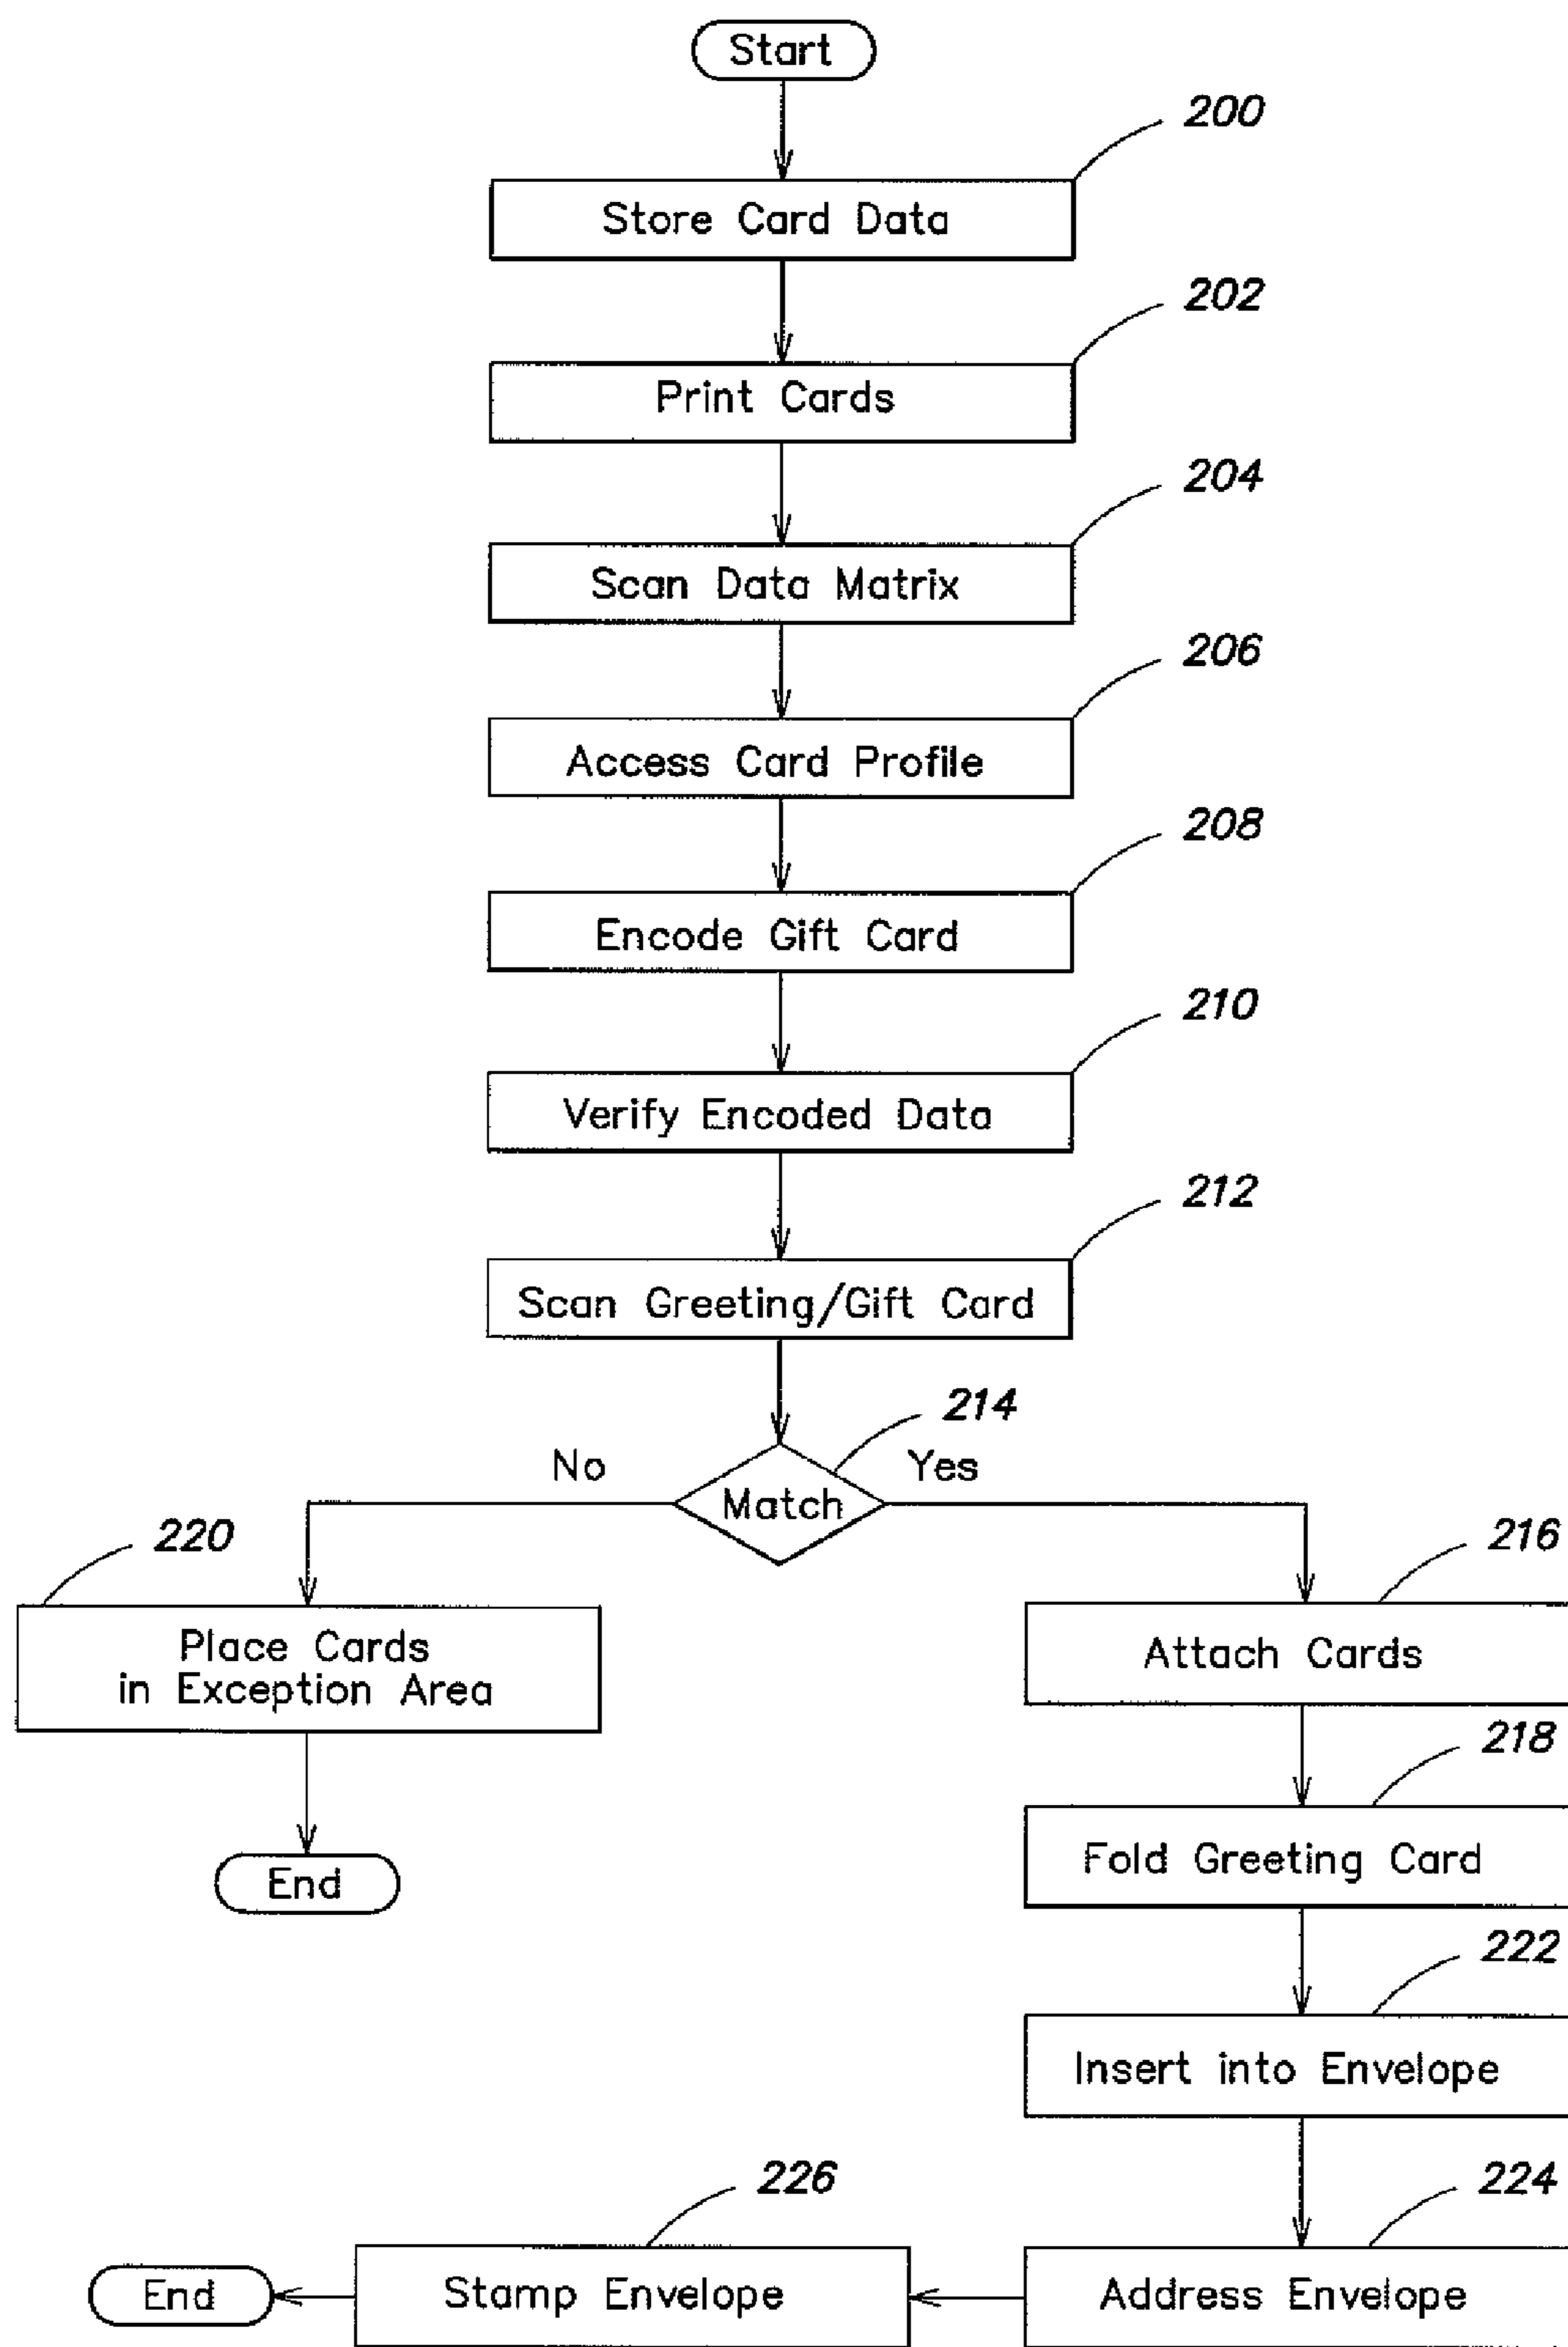 Start
200
Store Card Data
202
Print Cards
204
Scan Data Matrix
206
Access Card Profile
208
Encode Gift Card
210
Verify Encoded Data
212
Scan Greeting/Gift Card
214
No
Yes
Match
220
216
Place Cards
in Exception Area
Attach Cards
218
Fold Greeting Card
End
222
Insert into Envelope
226
224
End
Stamp Envelope
Address Envelope